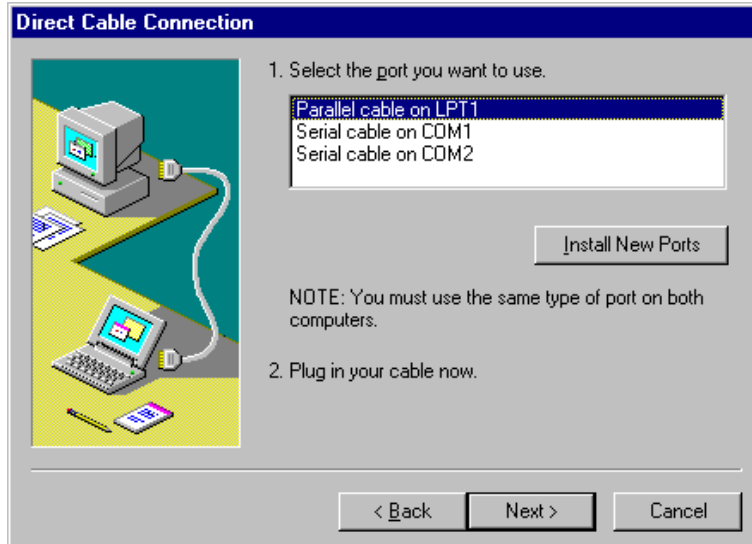 Direct Cable Connection
1. Select the port you want to use.
Parallel cable on LPT1
Serial cable on COM1
Serial cable on COM2
Install New Ports
NOTE: You must use the same type of port on both
computers.
2. Plug in your cable now.
< Back
Next >
Cancel